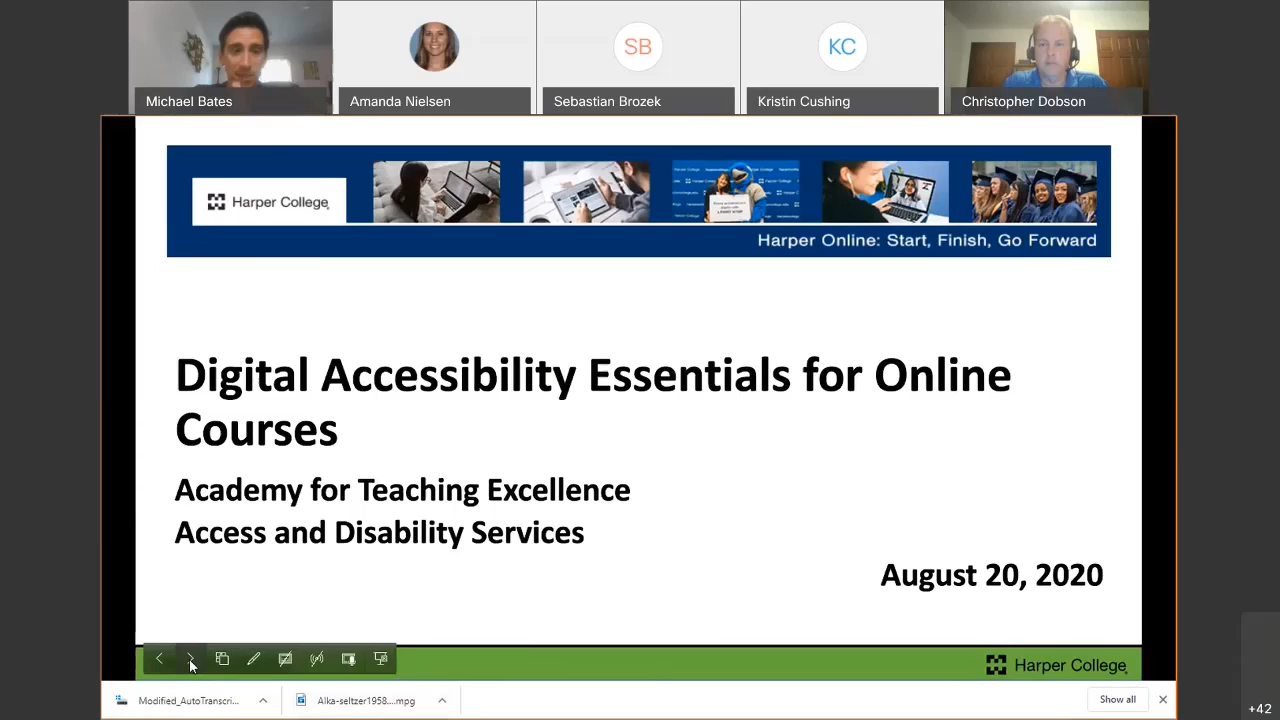 SB
KC
Michael Bates
Amanda Nielsen
Sebastian Brozek
Kristin Cushing
Christopher Dobson
Harper College
Harper Online: Start, Finish, Go Forward
Digital Accessibility Essentials for Online
Courses
Academy for Teaching Excellence
Access and Disability Services
August 20, 2020
Harper College
Modified_AutoTranscri...
Alka-seltzer1958....mpg
Show all
+42